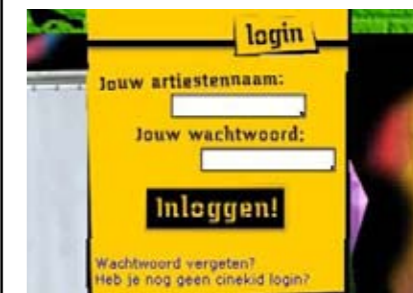 login
Jouw artiestennaam:
Jouw wachtwoord:
Inloggen!
Wachtwoord vergeten?
Heb je nog geen cinekid login?